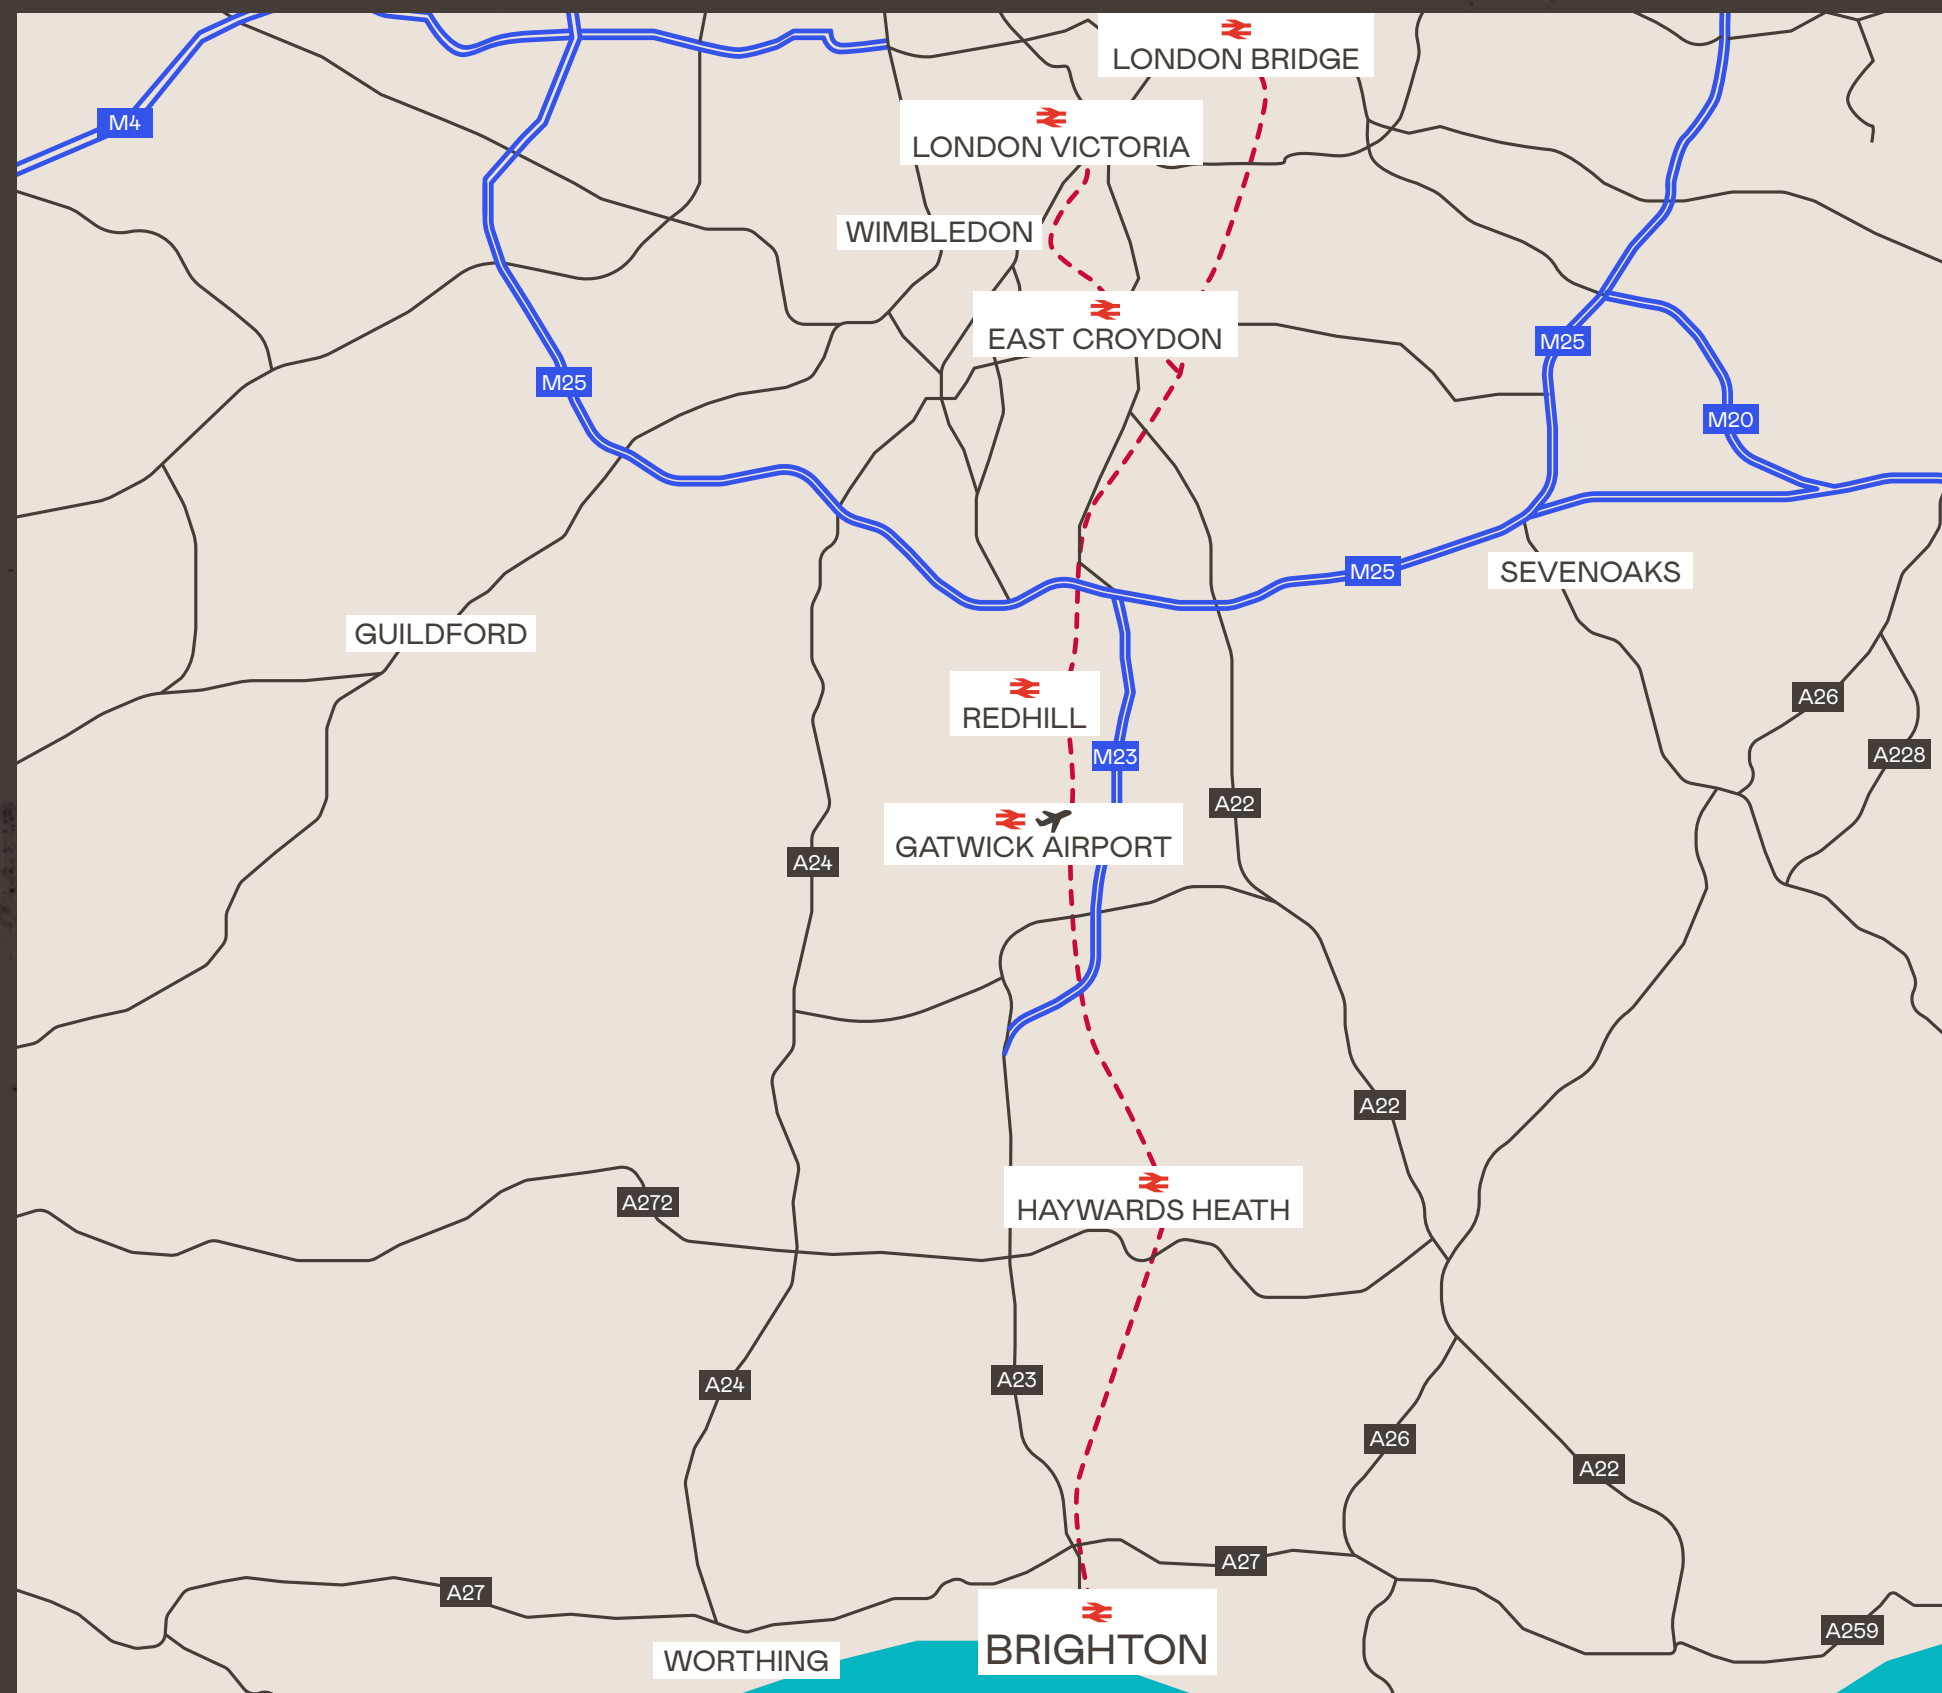 LONDON BRIDGE
M4
LONDON VICTORIA
WIMBLEDON
EAST CROYDON
M25
M25
M20
M25
SEVENOAKS
GUILDFORD
A26
REDHILL
M23
A228
A22
GATWICK AIRPORT
A24
A22
A272
HAYWARDS HEATH
A23
A24
A26
A22
A27
A27
A259
BRIGHTON
WORTHING